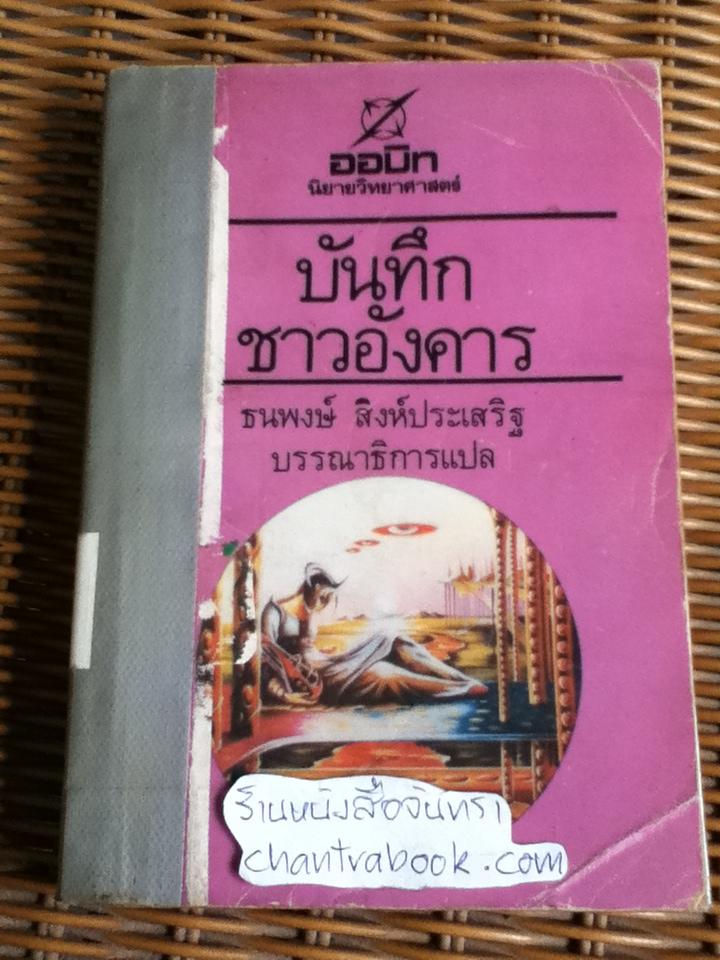 ออบิท
นิยายวิทยาศาสตร์
บันทึก
ชาวอังคาร
ธนพงษ์ สิงห์ประเสริฐ
บรรณาธิการแปล
ร้านหนังสือจันทรา
chantrabook.com